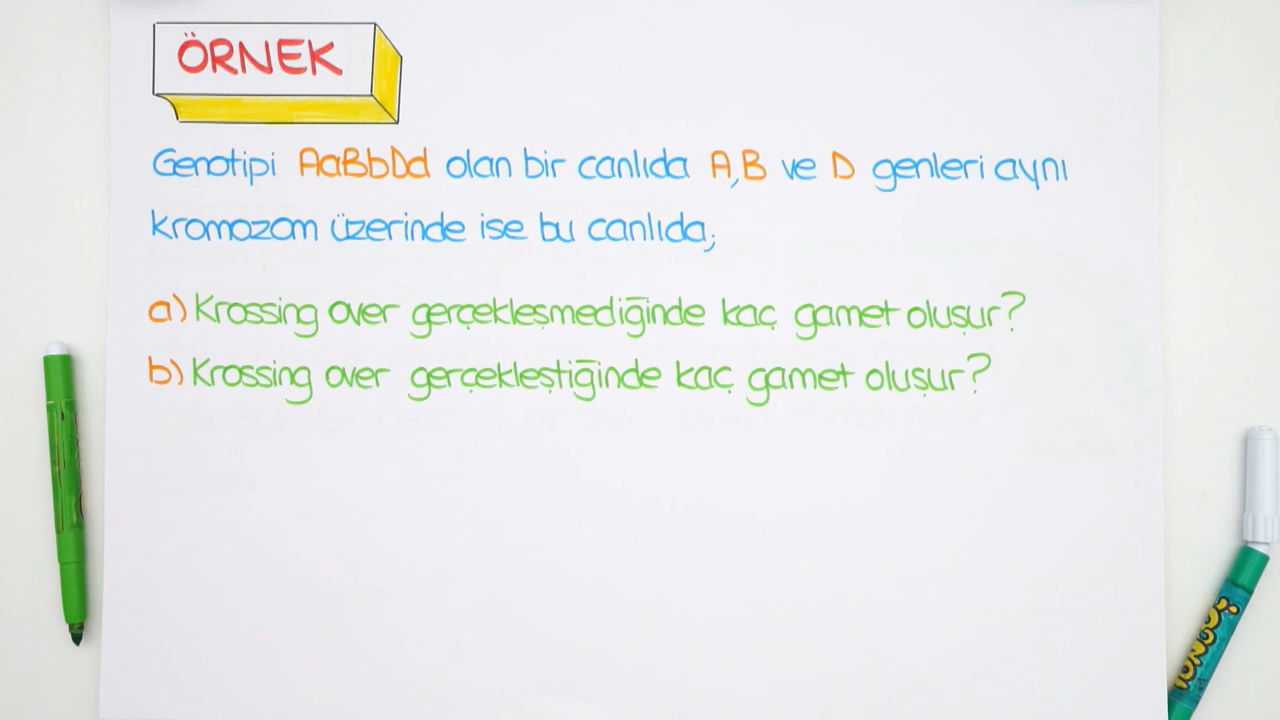 ÖRNEK
Genotipi AaBbDd olan bir canlıda A,B ve D genleri aynı
kromozom üzerinde ise bu canlıda;
a) Krossing over gerçekleşmediğinde kaç gamet oluşur?
b) Krossing over gerçekleştiğinde kaç gamet oluşur?